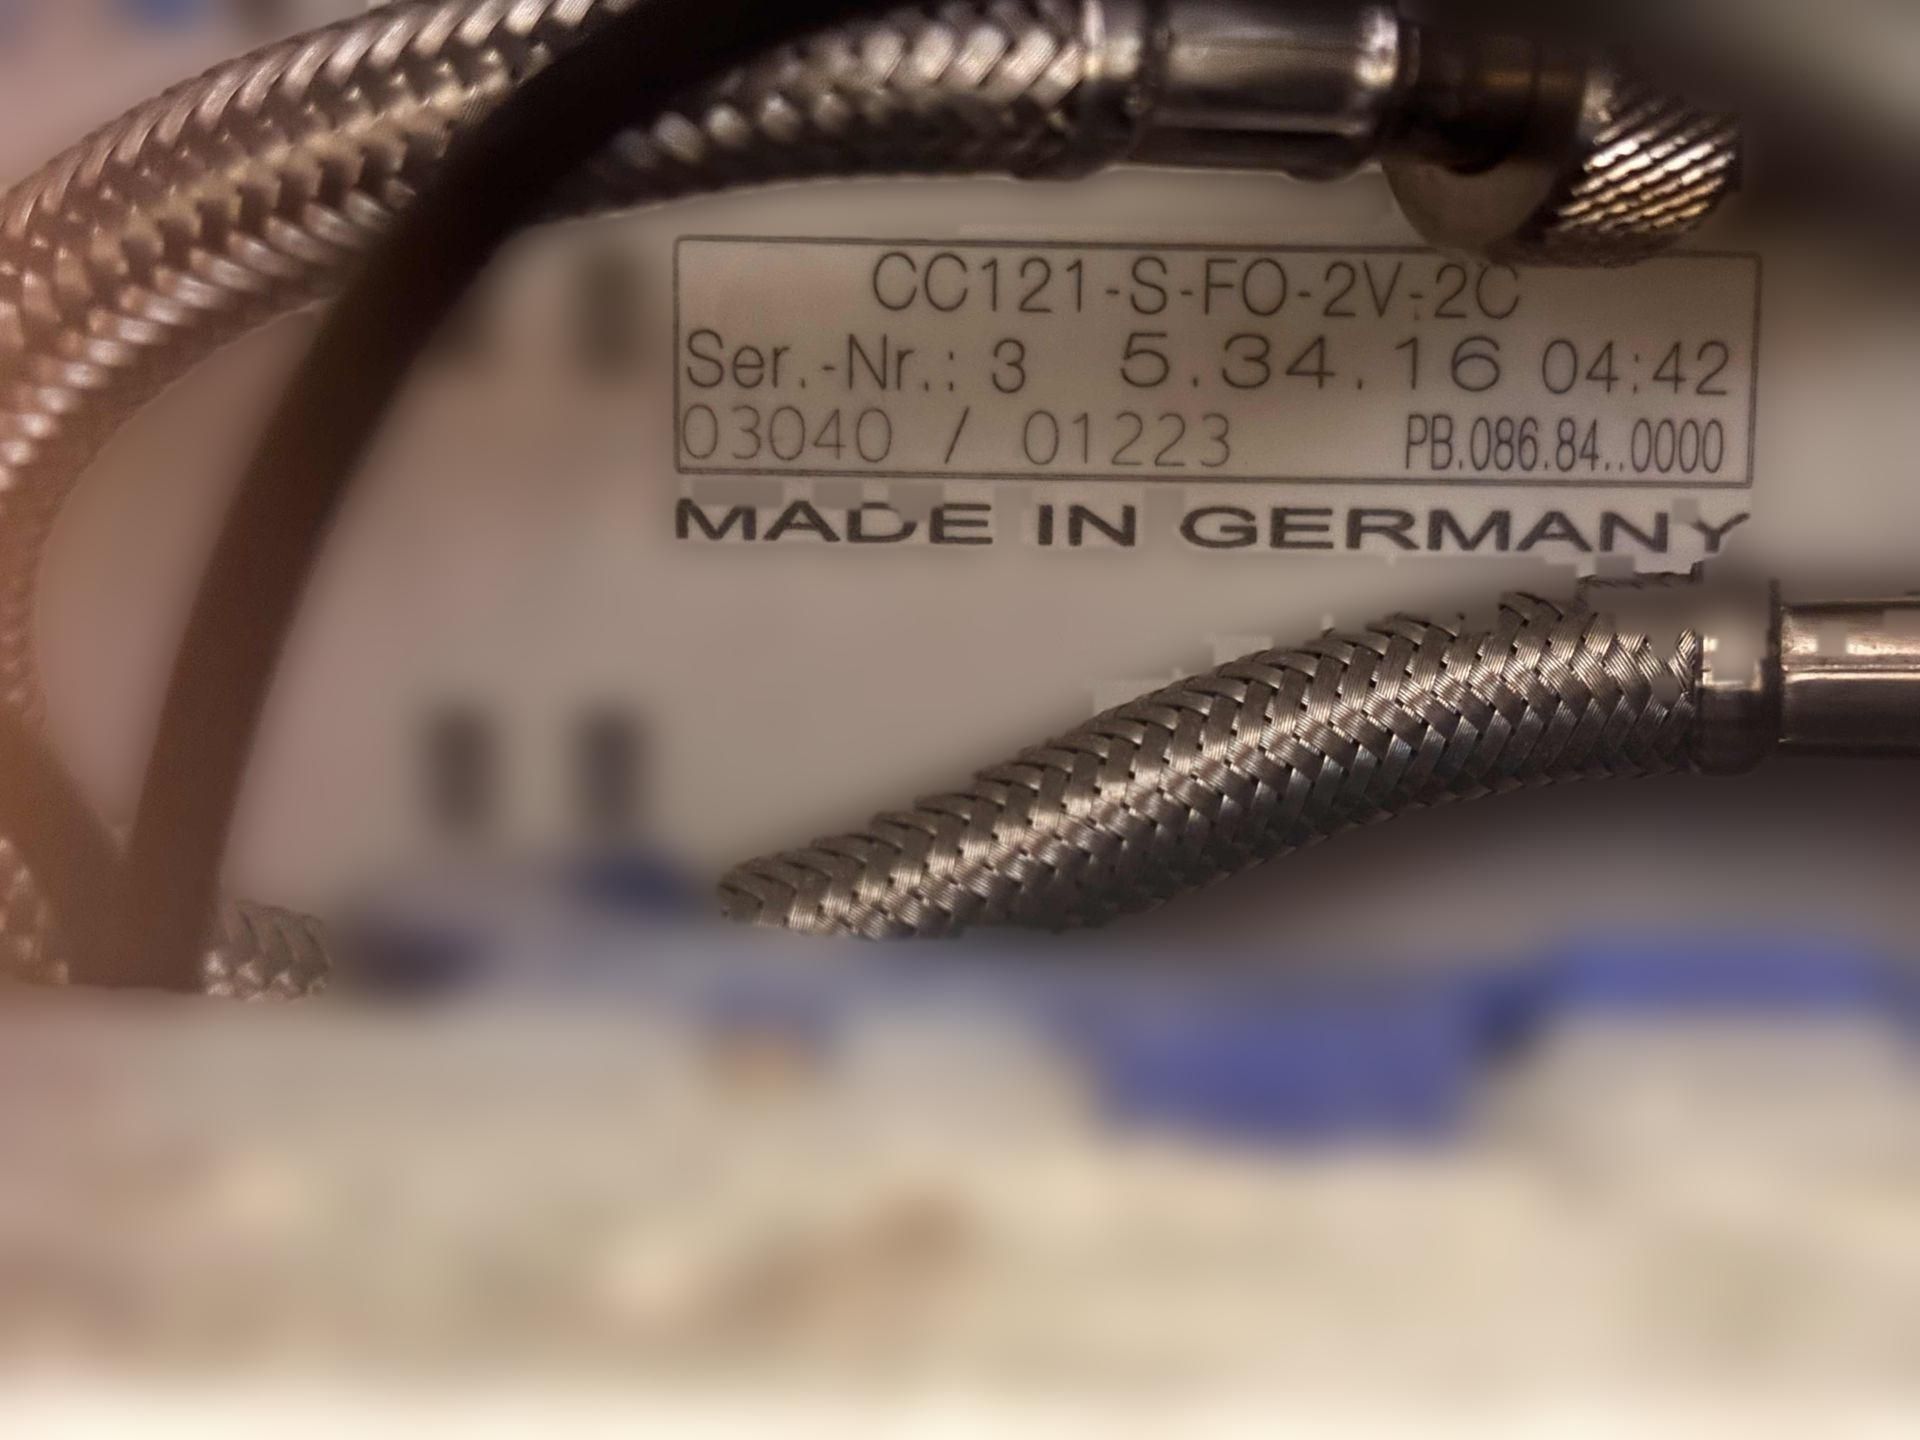 CC121-S-FO-2V-2C
Ser.-Nr.: 3 5.34.16 04:42
03040 / 01223 PB.086.84..0000
MADE IN GERMANY